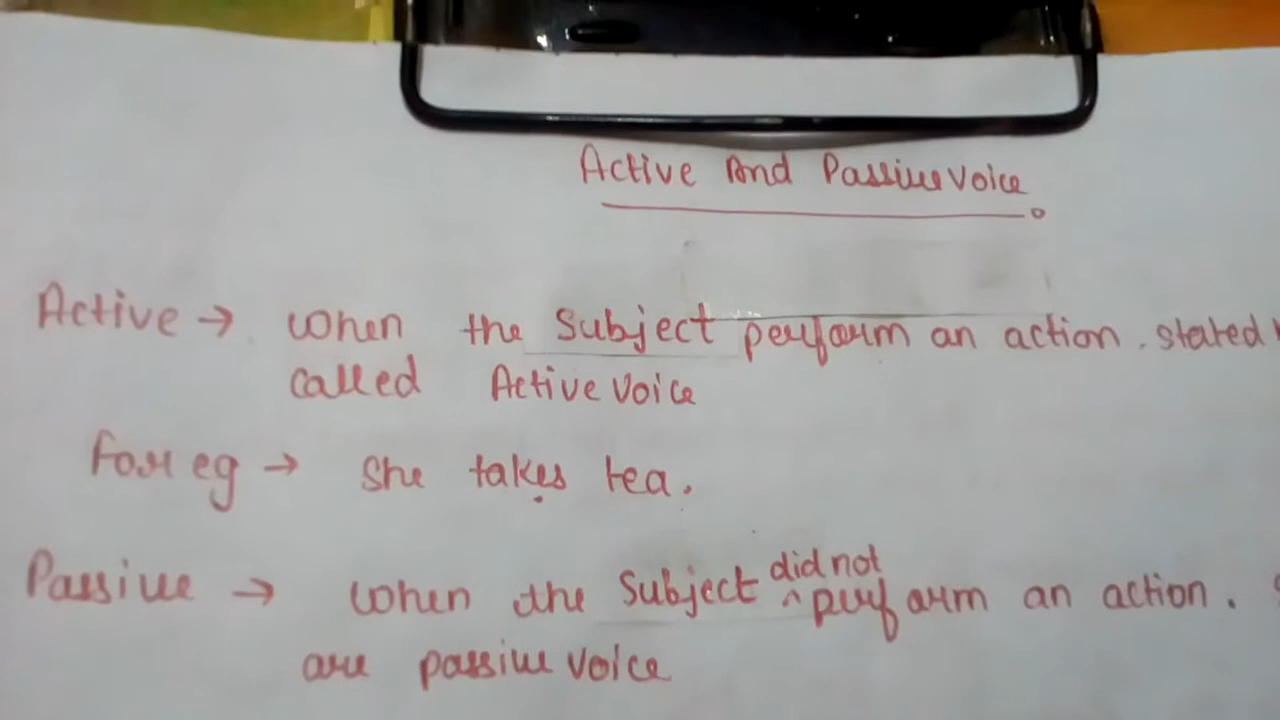 Active And Passive Voice
Active → When the Subject perform an action. stated
called Active Voice
For eg → She takes tea.
Passive → When the Subject did not perform an action.
are passive voice